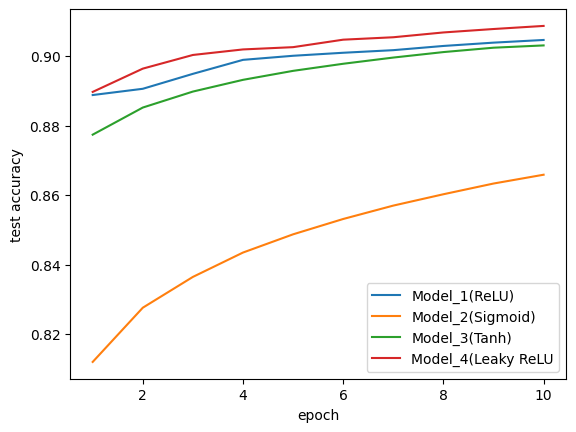 0.90
0.88
0.86
0.84
0.82
test accuracy
2
4
6
8
10
epoch
Model_1(ReLU)
Model_2(Sigmoid)
Model_3(Tanh)
Model_4(Leaky ReLU